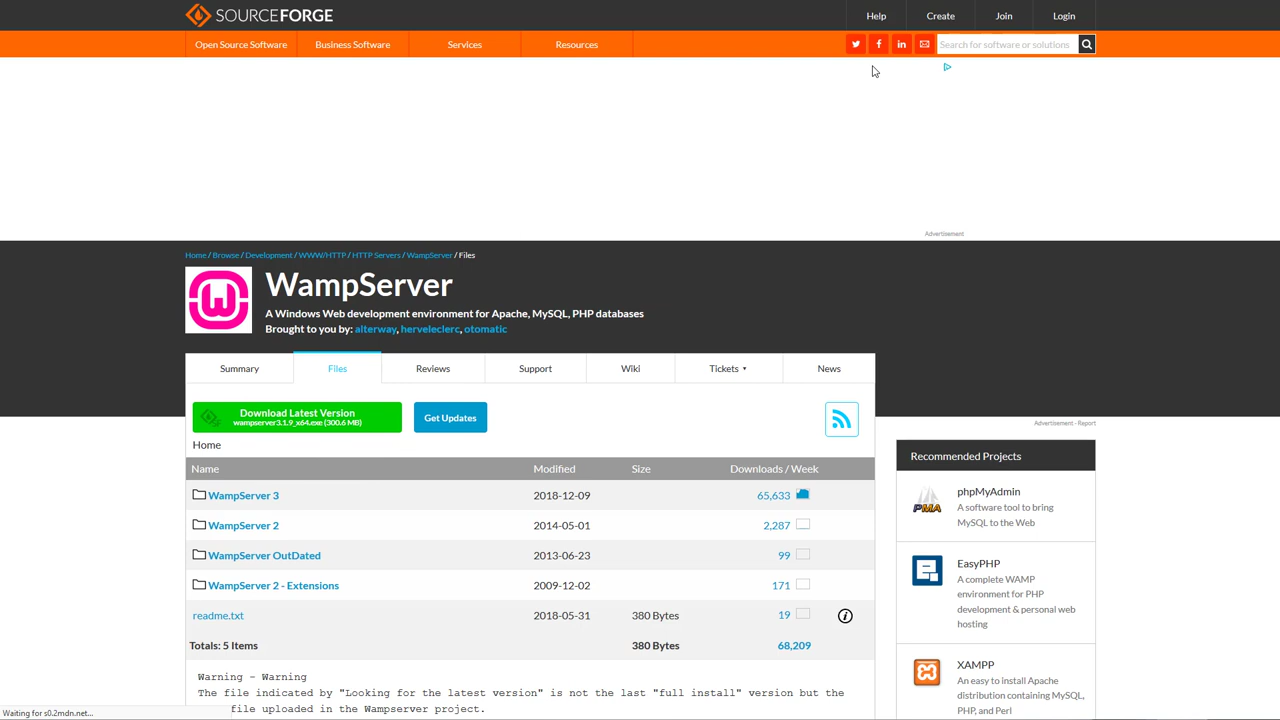 SOURCEFORGE
Help
Create
Join
Login
Open Source Software
Business Software
Services
Resources
Search for software or solutions
Advertisement
Home / Browse / Development / WWW/HTTP / HTTP Servers / WampServer / Files
WampServer
A Windows Web development environment for Apache, MySQL, PHP databases
Brought to you by: alterway, herveleclerc, otomatic
Summary
Files
Reviews
Support
Wiki
Tickets
News
Download Latest Version
wampserver3.1.9_x64.exe (300.6 MB)
Get Updates
Advertisement - Report
Home
Name Modified Size Downloads / Week
WampServer 3 2018-12-09 65,633
WampServer 2 2014-05-01 2,287
WampServer OutDated 2013-06-23 99
WampServer 2 - Extensions 2009-12-02 171
readme.txt 2018-05-31 380 Bytes 19
Totals: 5 Items 380 Bytes 68,209
Warning - Warning
The file indicated by "Looking for the latest version" is not the last "full install" version but the
file uploaded in the Wampserver project.
Recommended Projects
phpMyAdmin
A software tool to bring
MySQL to the Web
PMA
EasyPHP
A complete WAMP
environment for PHP
development & personal web
hosting
XAMPP
An easy to install Apache
distribution containing MySQL,
PHP, and Perl
Waiting for s0.2mdn.net...